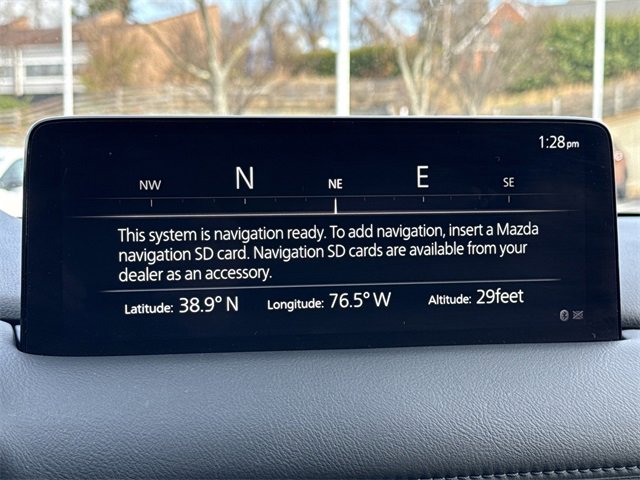 1:28pm
NW N NE E SE
This system is navigation ready. To add navigation, insert a Mazda
navigation SD card. Navigation SD cards are available from your
dealer as an accessory.
Latitude: 38.9° N Longitude: 76.5° W Altitude: 29feet